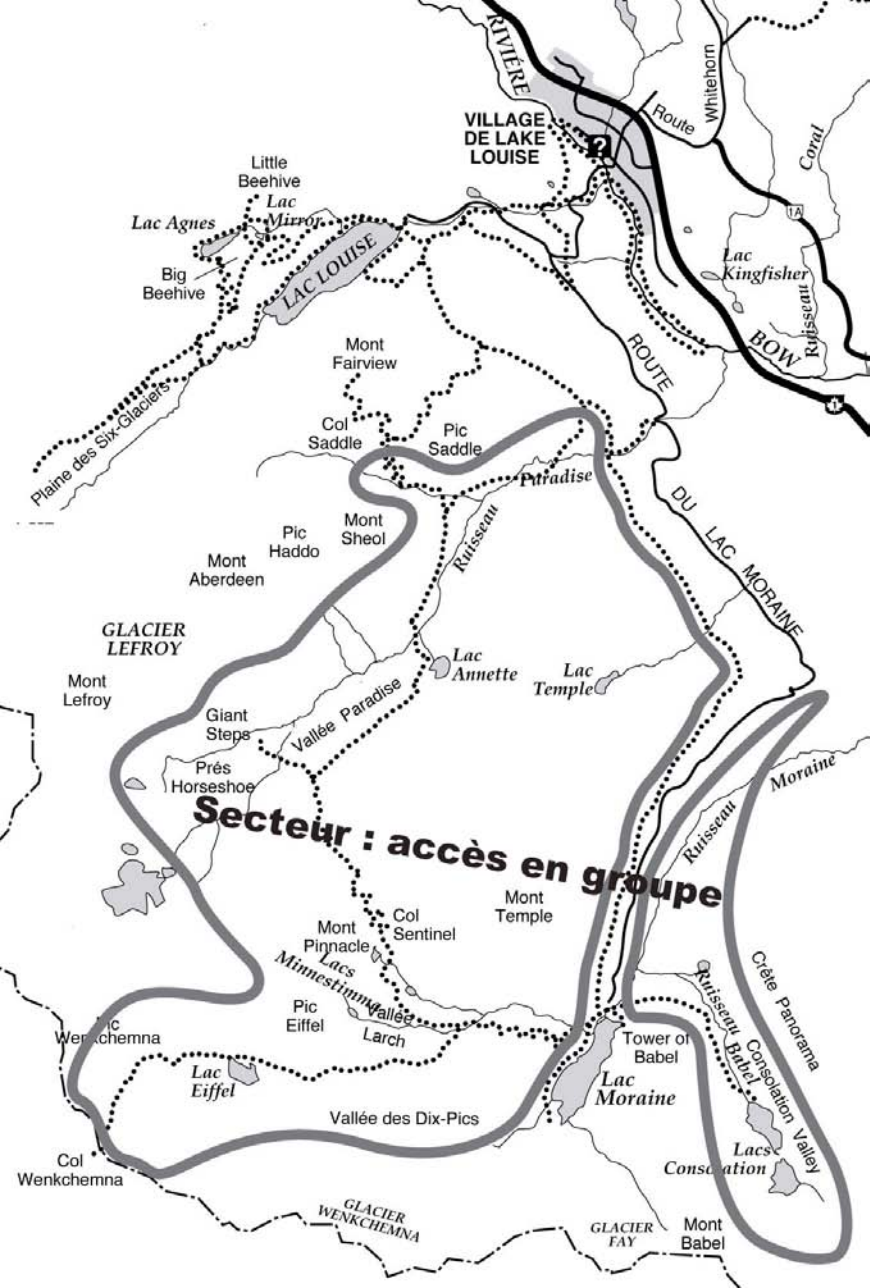 RIVIÈRE
Whitehorn
Route
VILLAGE
DE LAKE
LOUISE
?
Coral
1A
Little
Beehive
Lac
Mirror
Lac Agnes
Big
Beehive
LAC LOUISE
Lac
Kingfisher
Ruisseau
BOW
1
ROUTE
Mont
Fairview
Plaine des Six-Glaciers
Col
Saddle
Pic
Saddle
Paradise
Ruisseau
Mont
Sheol
Pic
Haddo
Mont
Aberdeen
DU LAC MORAINE
GLACIER
LEFROY
Mont
Lefroy
Lac
Annette
Lac
Temple
Vallée Paradise
Giant
Steps
Prés
Horseshoe
Moraine
Ruisseau
Secteur : accès en groupe
Mont
Temple
Col
Sentinel
Mont
Pinnacle
Lacs
Minnestimma
Vallée
Larch
Pic
Eiffel
Pic
Wenkchemna
Lac
Eiffel
Crête Panorama
Ruisseau Babel
Consolation Valley
Tower of
Babel
Lac
Moraine
Vallée des Dix-Pics
Col
Wenkchemna
Lacs
Consolation
GLACIER
WENKCHEMNA
GLACIER
FAY
Mont
Babel